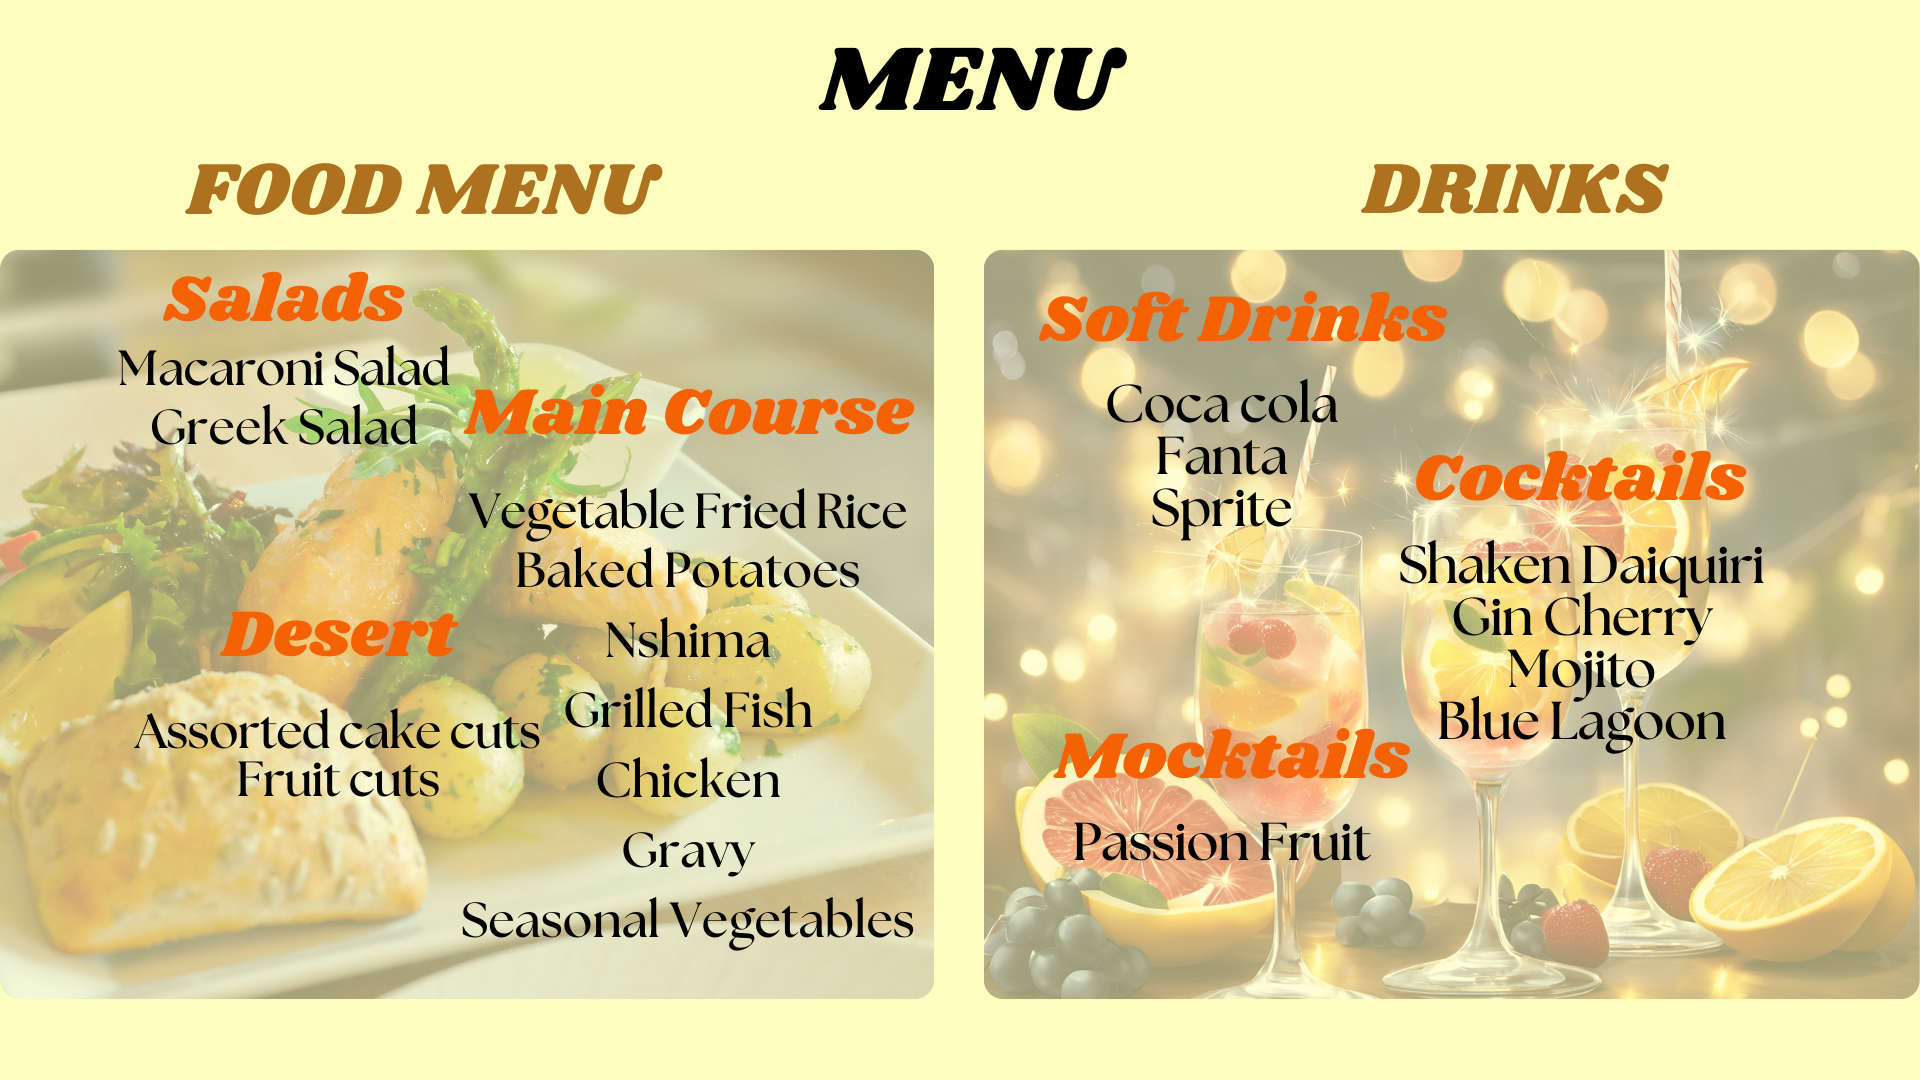 MENU
FOOD MENU
Salads
Macaroni Salad
Greek Salad
Main Course
Vegetable Fried Rice
Baked Potatoes
Nshima
Grilled Fish
Chicken
Gravy
Seasonal Vegetables
Desert
Assorted cake cuts
Fruit cuts
DRINKS
Soft Drinks
Coca cola
Fanta
Sprite
Cocktails
Shaken Daiquiri
Gin Cherry
Mojito
Blue Lagoon
Mocktails
Passion Fruit